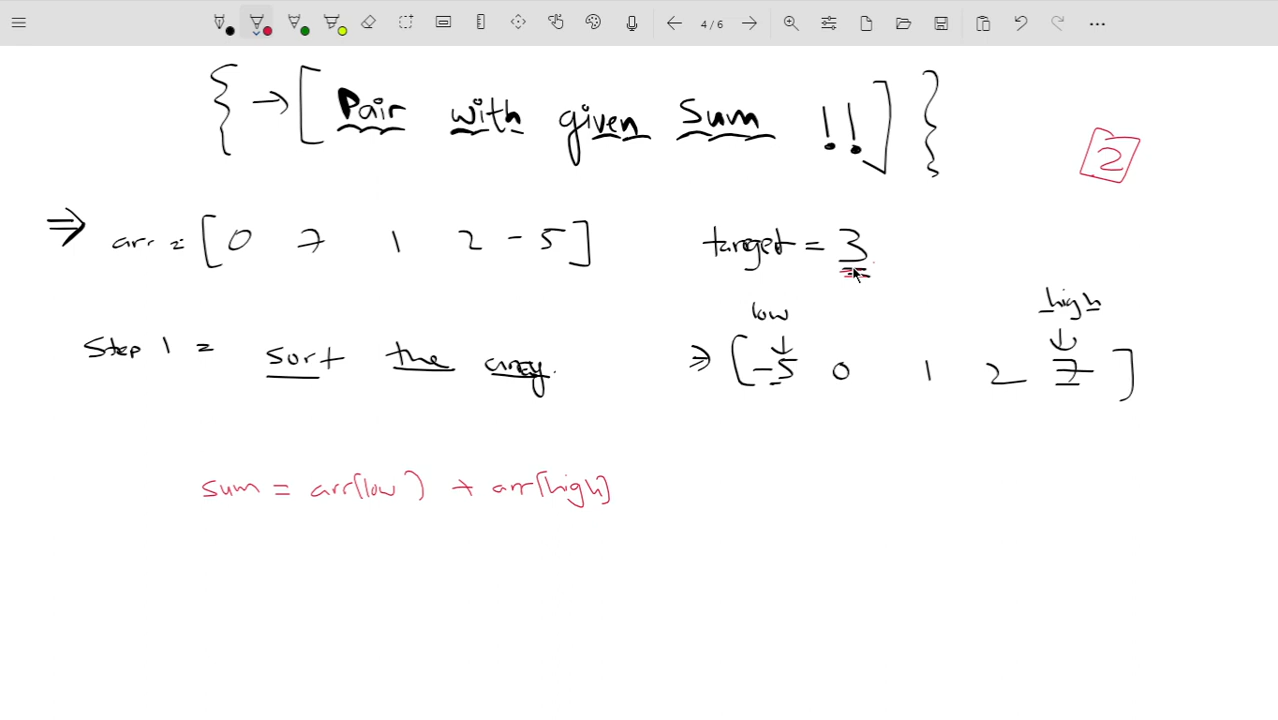 4 / 6
{ → [ Pair with given Sum !! ] }
2
⇒ arr = [ 0 7 1 2 -5 ] target = 3
low high
Step 1 = sort the array. ⇒ [ -5 0 1 2 7 ]
sum = arr[low] + arr[high]